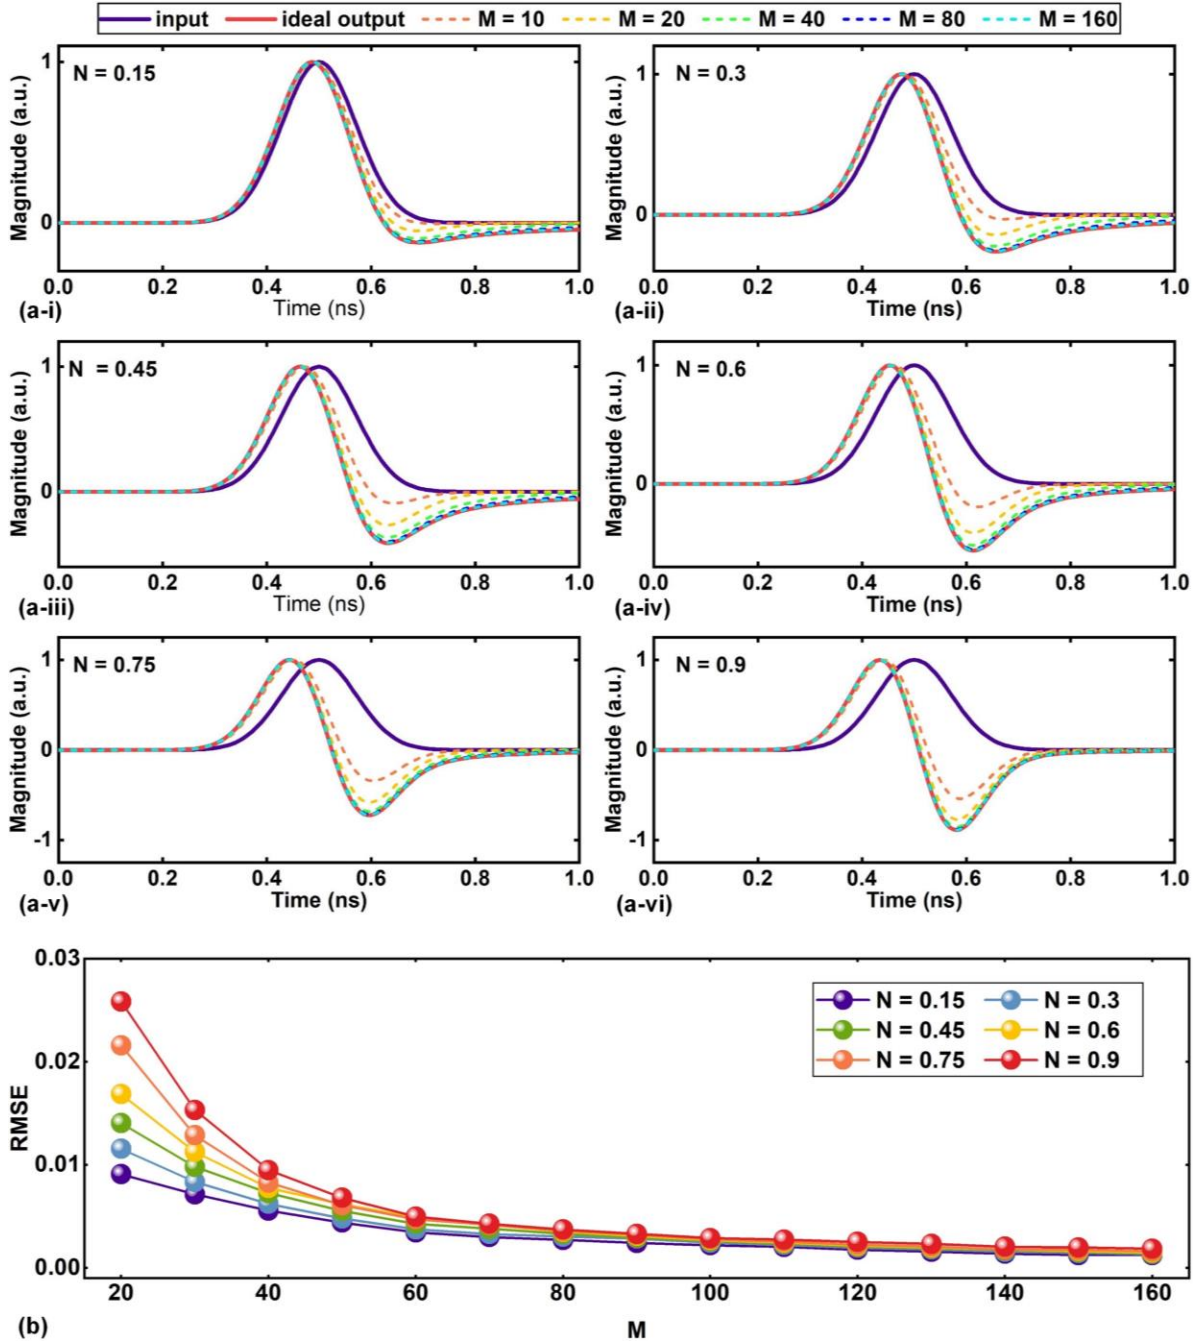 input ideal output M = 10 M = 20 M = 40 M = 80 M = 160
N = 0.15
1
0
Magnitude (a.u.)
0.0 0.2 0.4 0.6 0.8 1.0
Time (ns)
(a-i)
N = 0.3
1
0
Magnitude (a.u.)
0.0 0.2 0.4 0.6 0.8 1.0
Time (ns)
(a-ii)
N = 0.45
1
0
Magnitude (a.u.)
0.0 0.2 0.4 0.6 0.8 1.0
Time (ns)
(a-iii)
N = 0.6
1
0
Magnitude (a.u.)
0.0 0.2 0.4 0.6 0.8 1.0
Time (ns)
(a-iv)
N = 0.75
1
0
-1
Magnitude (a.u.)
0.0 0.2 0.4 0.6 0.8 1.0
Time (ns)
(a-v)
N = 0.9
1
0
-1
Magnitude (a.u.)
0.0 0.2 0.4 0.6 0.8 1.0
Time (ns)
(a-vi)
0.03
0.02
0.01
0.00
RMSE
N = 0.15 N = 0.3
N = 0.45 N = 0.6
N = 0.75 N = 0.9
20 40 60 80 100 120 140 160
M
(b)